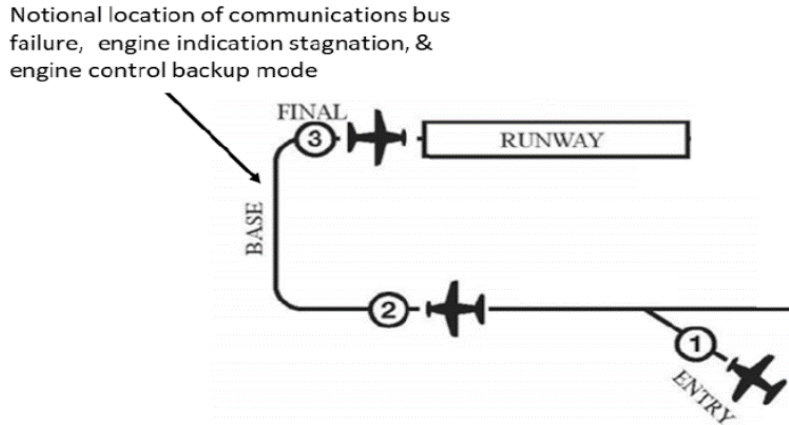 Notional location of communications bus
failure, engine indication stagnation, &
engine control backup mode
FINAL
3
RUNWAY
BASE
2
1
ENTRY